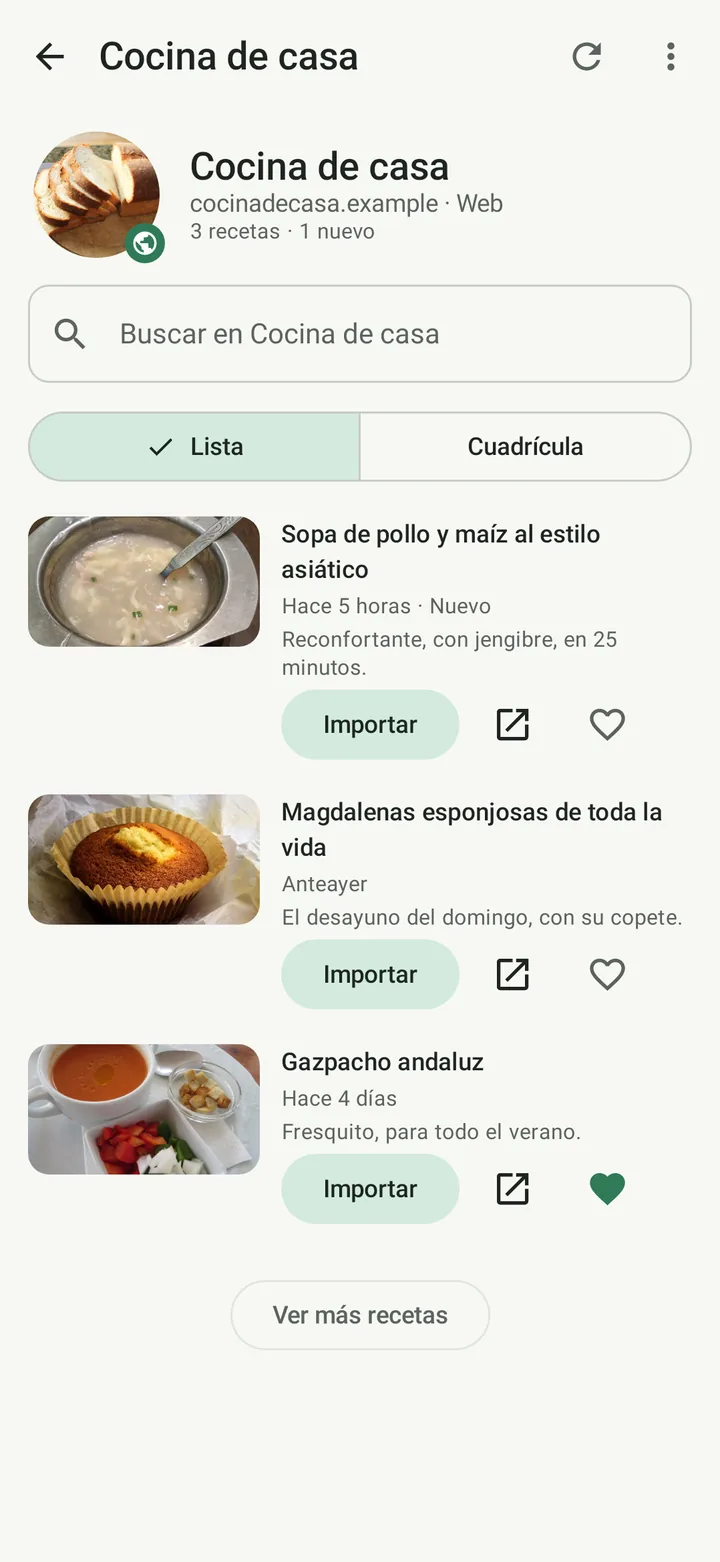 Cocina de casa
Cocina de casa
cocinadecasa.example · Web
3 recetas · 1 nuevo
Buscar en Cocina de casa
Lista
Cuadrícula
Sopa de pollo y maíz al estilo
asiático
Hace 5 horas · Nuevo
Reconfortante, con jengibre, en 25
minutos.
Importar
Magdalenas esponjosas de toda la
vida
Anteayer
El desayuno del domingo, con su copete.
Importar
Gazpacho andaluz
Hace 4 días
Fresquito, para todo el verano.
Importar
Ver más recetas